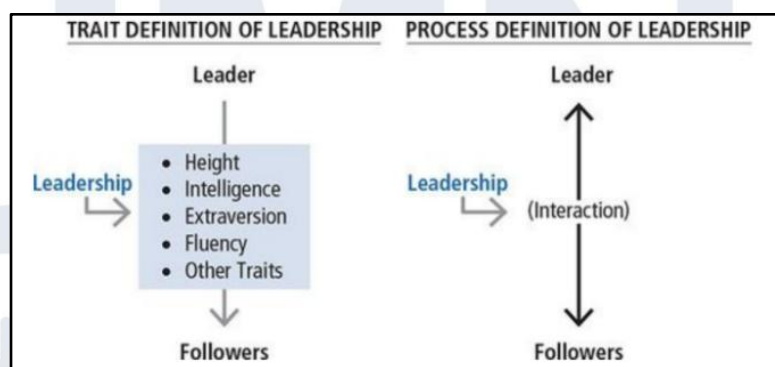 TRAIT DEFINITION OF LEADERSHIP
Leader
Leadership
• Height
• Intelligence
• Extraversion
• Fluency
• Other Traits
Followers
PROCESS DEFINITION OF LEADERSHIP
Leader
Leadership
(Interaction)
Followers